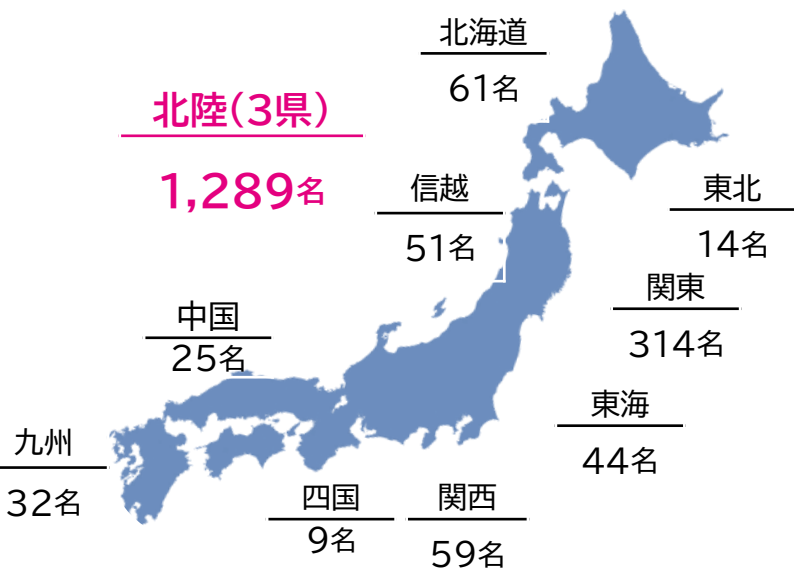 北海道
61名
北陸(3県)
1,289名
信越
51名
東北
14名
関東
314名
中国
25名
東海
44名
九州
32名
四国
9名
関西
59名